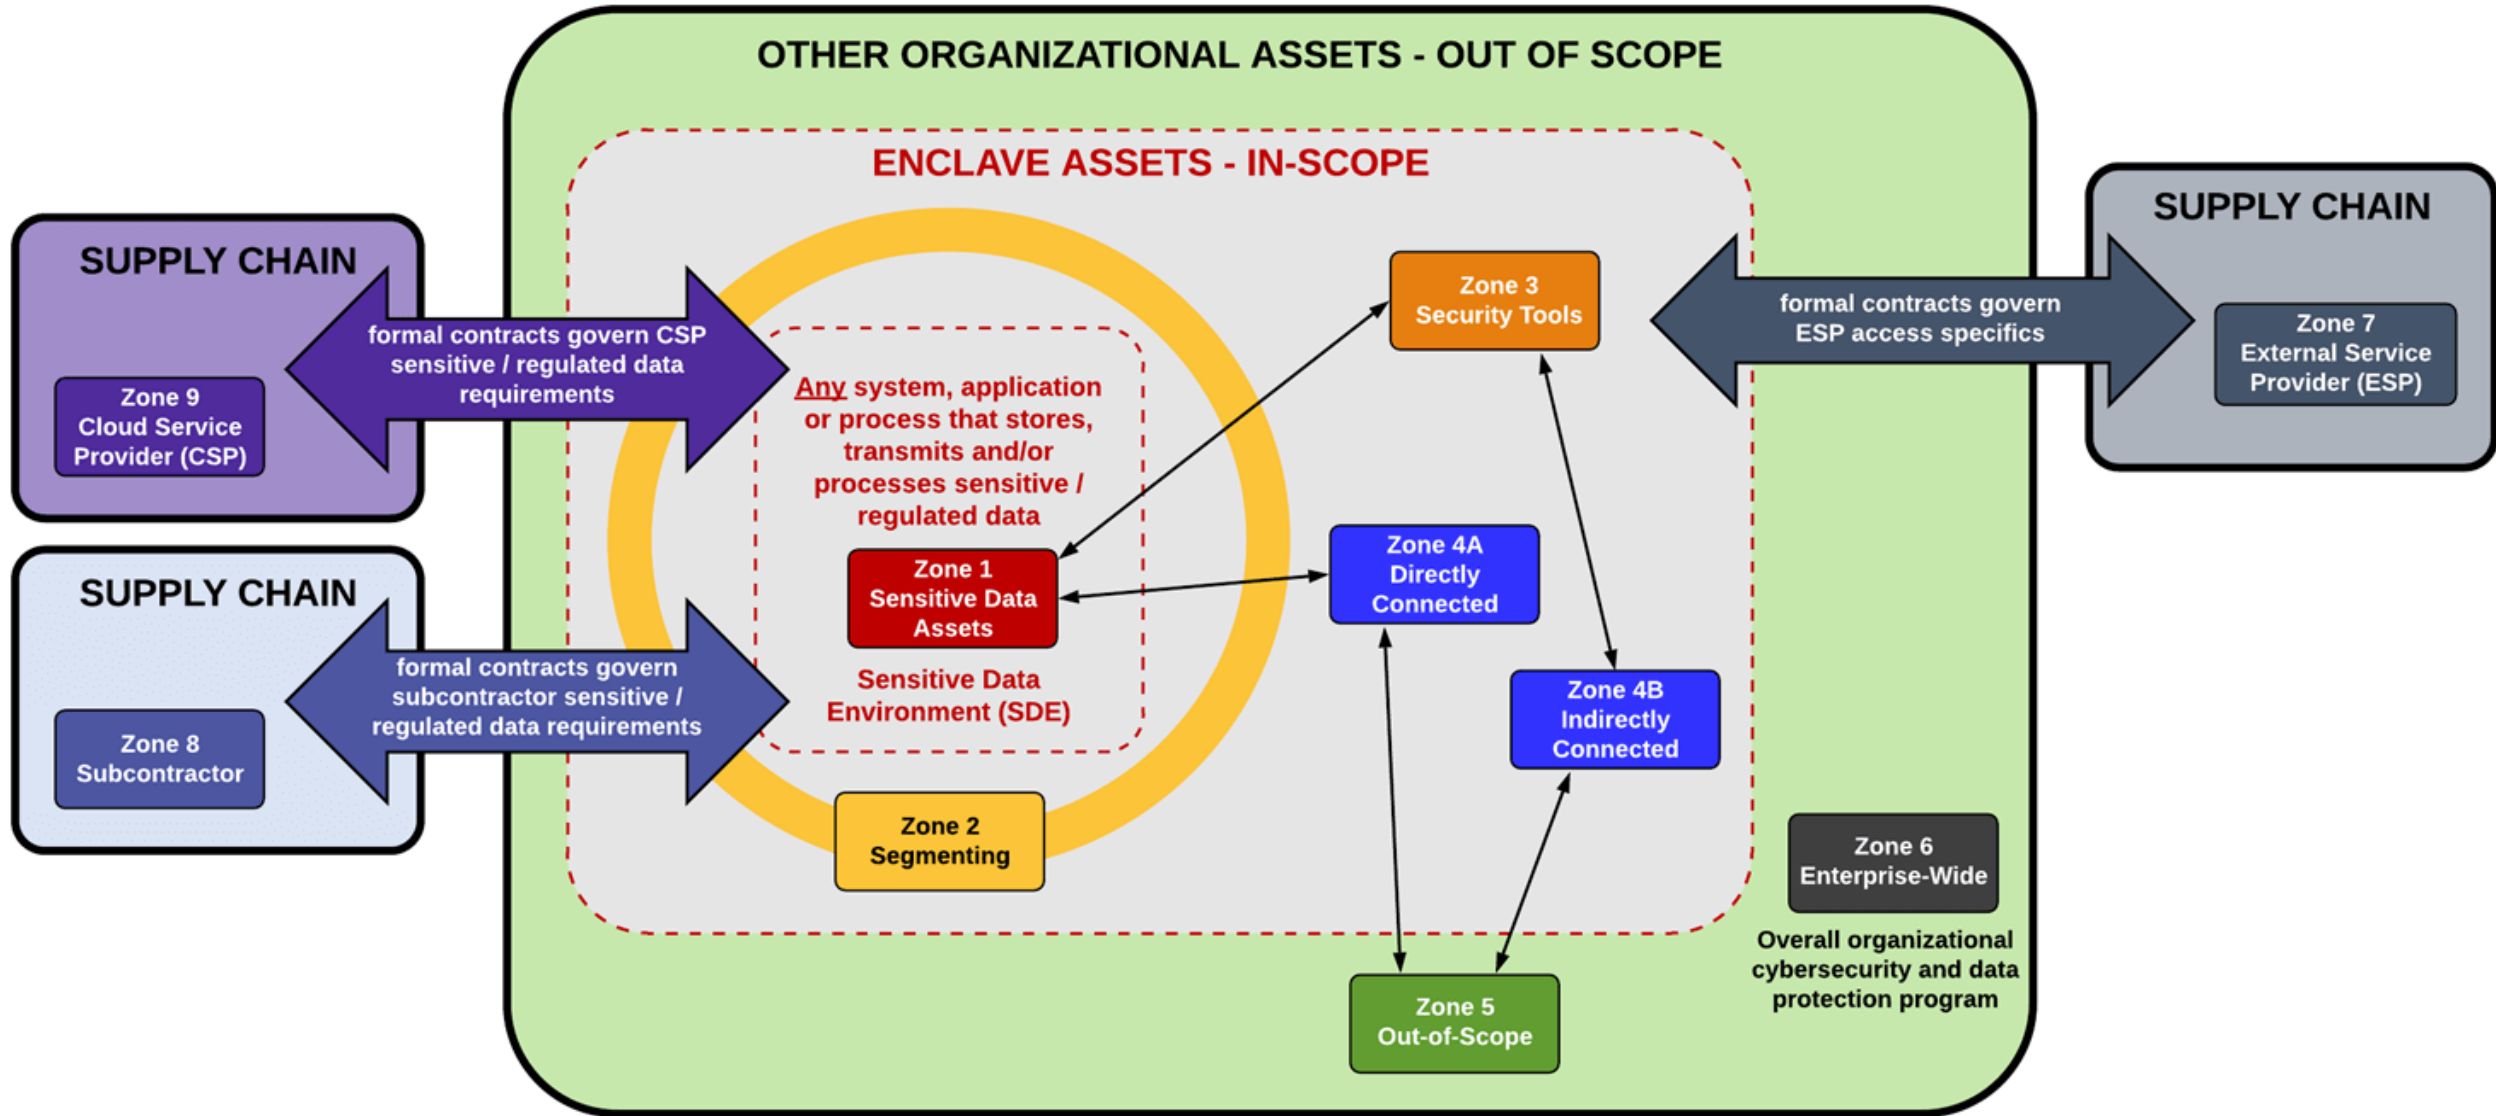 OTHER ORGANIZATIONAL ASSETS - OUT OF SCOPE
ENCLAVE ASSETS - IN-SCOPE
SUPPLY CHAIN
formal contracts govern CSP
sensitive / regulated data
requirements
Zone 9
Cloud Service
Provider (CSP)
SUPPLY CHAIN
formal contracts govern
subcontractor sensitive /
regulated data requirements
Zone 8
Subcontractor
Any system, application
or process that stores,
transmits and/or
processes sensitive /
regulated data
Zone 1
Sensitive Data
Assets
Sensitive Data
Environment (SDE)
Zone 2
Segmenting
Zone 3
Security Tools
Zone 4A
Directly
Connected
Zone 4B
Indirectly
Connected
Zone 5
Out-of-Scope
Zone 6
Enterprise-Wide
Overall organizational
cybersecurity and data
protection program
formal contracts govern
ESP access specifics
SUPPLY CHAIN
Zone 7
External Service
Provider (ESP)